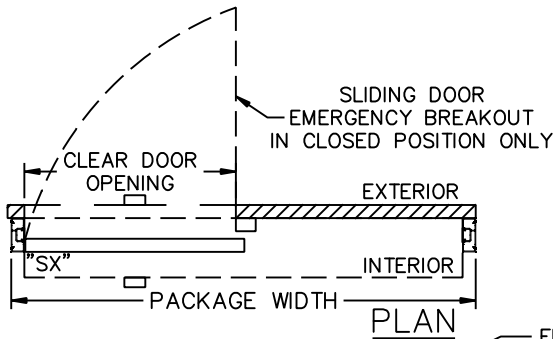 SLIDING DOOR
EMERGENCY BREAKOUT
IN CLOSED POSITION ONLY
CLEAR DOOR
OPENING
EXTERIOR
"SX"
INTERIOR
PACKAGE WIDTH
PLAN